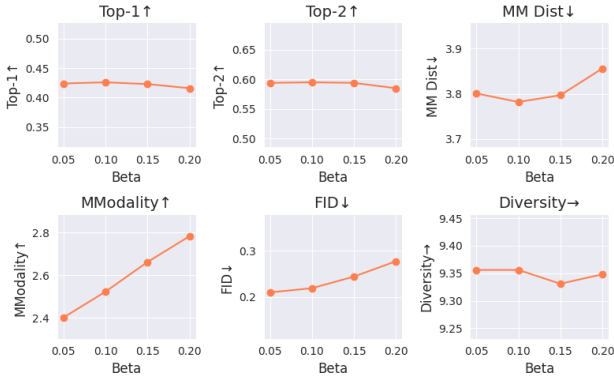 Top-1↑
Top-2↑
MM Dist↓
Top-1↑
0.50
0.45
0.40
0.35
0.05 0.10 0.15 0.20
Beta
Top-2↑
0.65
0.60
0.55
0.50
0.05 0.10 0.15 0.20
Beta
MM Dist↓
3.9
3.8
3.7
0.05 0.10 0.15 0.20
Beta
MModality↑
FID↓
Diversity→
MModality↑
2.8
2.6
2.4
0.05 0.10 0.15 0.20
Beta
FID↓
0.3
0.2
0.05 0.10 0.15 0.20
Beta
Diversity→
9.45
9.40
9.35
9.30
9.25
0.05 0.10 0.15 0.20
Beta